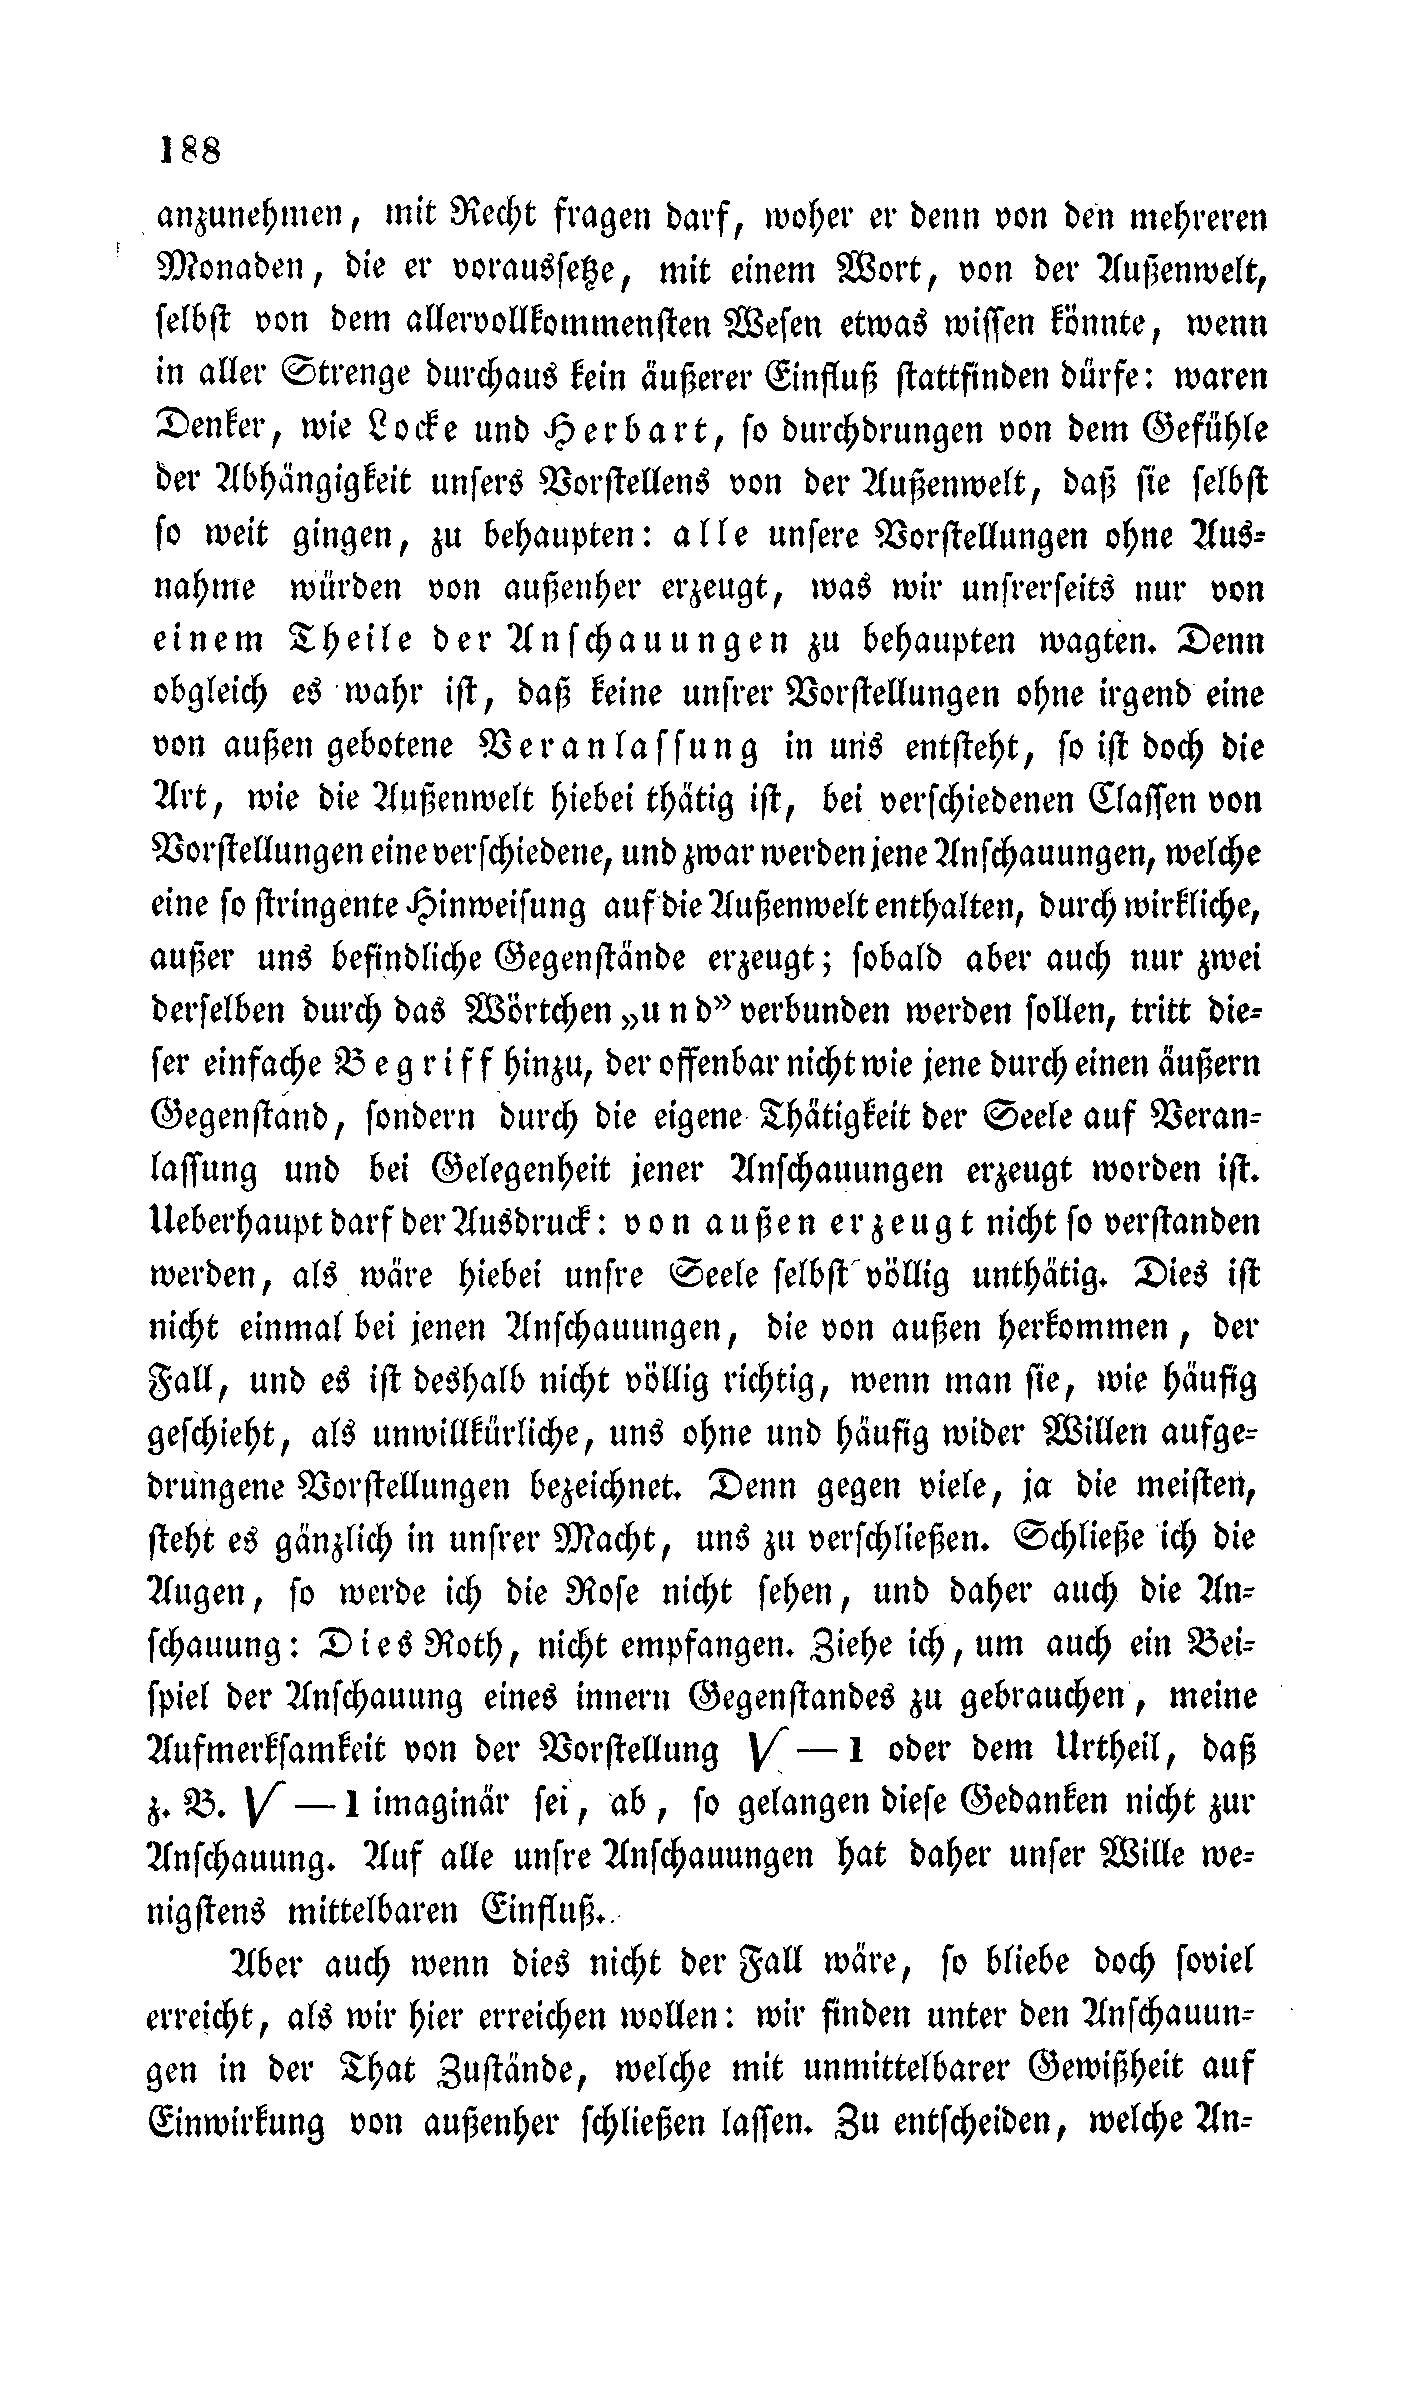 188
anzunehmen, mit Recht fragen darf, woher er denn von den mehreren
Monaden, die er voraussetze, mit einem Wort, von der Außenwelt,
selbst von dem allervollkommensten Wesen etwas wissen könnte, wenn
in aller Strenge durchaus kein äußerer Einfluß stattfinden dürfe: waren
Denker, wie Locke und Herbart, so durchdrungen von dem Gefühle
der Abhängigkeit unsers Vorstellens von der Außenwelt, daß sie selbst
so weit gingen, zu behaupten: alle unsere Vorstellungen ohne Aus-
nahme würden von außenher erzeugt, was wir unsrerseits nur von
einem Theile der Anschauungen zu behaupten wagten. Denn
obgleich es wahr ist, daß keine unsrer Vorstellungen ohne irgend eine
von außen gebotene Veranlassung in uns entsteht, so ist doch die
Art, wie die Außenwelt hiebei thätig ist, bei verschiedenen Classen von
Vorstellungen eine verschiedene, und zwar werden jene Anschauungen, welche
eine so stringente Hinweisung auf die Außenwelt enthalten, durch wirkliche,
außer uns befindliche Gegenstände erzeugt; sobald aber auch nur zwei
derselben durch das Wörtchen „und” verbunden werden sollen, tritt die-
ser einfache Begriff hinzu, der offenbar nicht wie jene durch einen äußern
Gegenstand, sondern durch die eigene Thätigkeit der Seele auf Veran-
lassung und bei Gelegenheit jener Anschauungen erzeugt worden ist.
Ueberhaupt darf der Ausdruck: von außen erzeugt nicht so verstanden
werden, als wäre hiebei unsre Seele selbst völlig unthätig. Dies ist
nicht einmal bei jenen Anschauungen, die von außen herkommen, der
Fall, und es ist deshalb nicht völlig richtig, wenn man sie, wie häufig
geschieht, als unwillkürliche, uns ohne und häufig wider Willen aufge-
drungene Vorstellungen bezeichnet. Denn gegen viele, ja die meisten,
steht es gänzlich in unsrer Macht, uns zu verschließen. Schließe ich die
Augen, so werde ich die Rose nicht sehen, und daher auch die An-
schauung: Dies Roth, nicht empfangen. Ziehe ich, um auch ein Bei-
spiel der Anschauung eines innern Gegenstandes zu gebrauchen, meine
Aufmerksamkeit von der Vorstellung √ —1 oder dem Urtheil, daß
z. B. √ —1 imaginär sei, ab, so gelangen diese Gedanken nicht zur
Anschauung. Auf alle unsre Anschauungen hat daher unser Wille we-
nigstens mittelbaren Einfluß.
Aber auch wenn dies nicht der Fall wäre, so bliebe doch soviel
erreicht, als wir hier erreichen wollen: wir finden unter den Anschauun-
gen in der That Zustände, welche mit unmittelbarer Gewißheit auf
Einwirkung von außenher schließen lassen. Zu entscheiden, welche An-